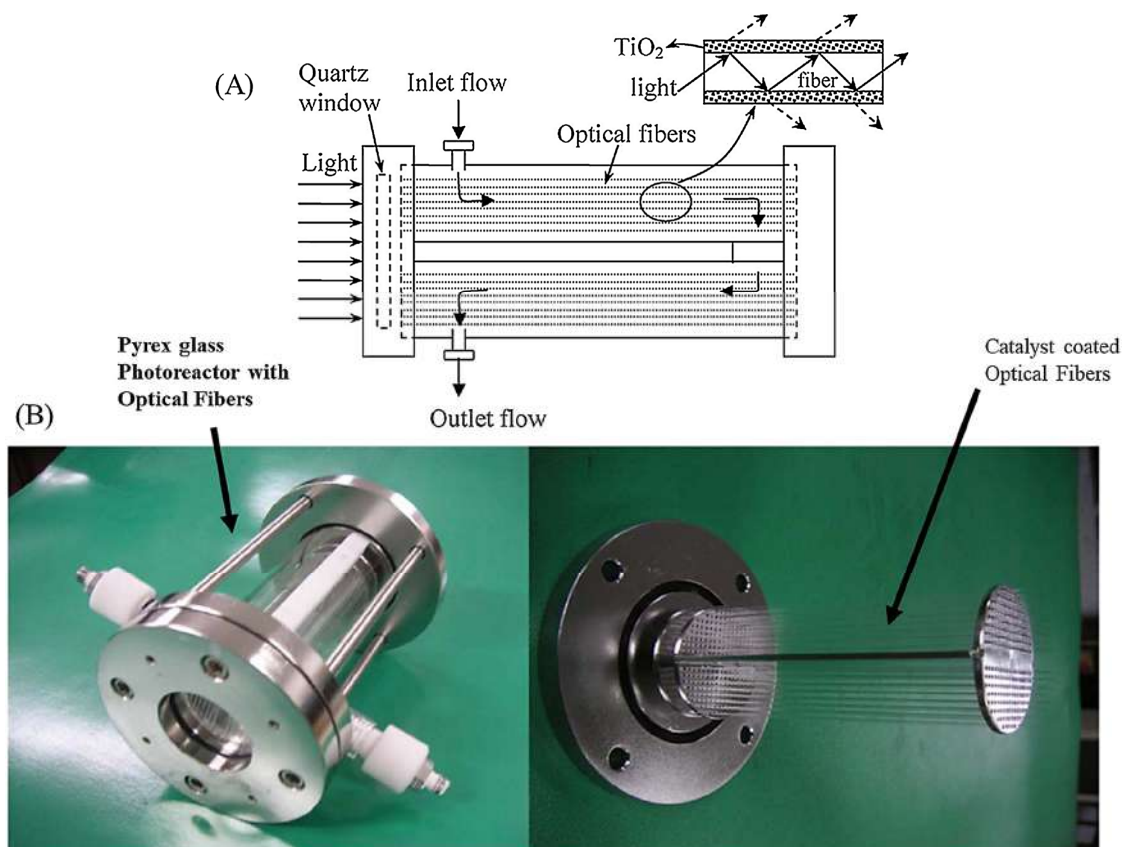 (A)
TiO₂
light
fiber
Quartz
window
Inlet flow
Optical fibers
Light
Outlet flow
Pyrex glass
Photoreactor with
Optical Fibers
Catalyst coated
Optical Fibers
(B)